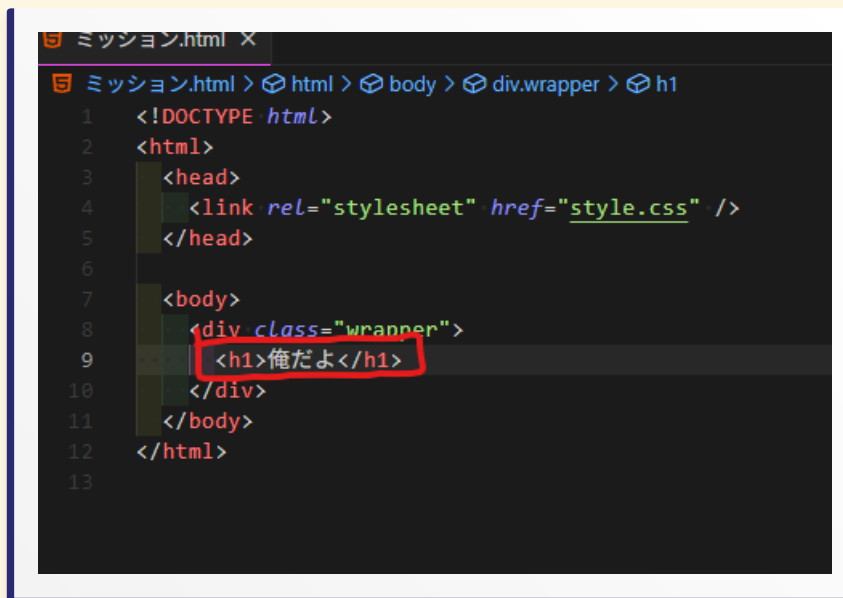 ミッション.html ×
ミッション.html > html > body > div.wrapper > h1
1 <!DOCTYPE html>
2 <html>
3 <head>
4 <link rel="stylesheet" href="style.css" />
5 </head>
6
7 <body>
8 <div class="wrapper">
9 <h1>俺だよ</h1>
10 </div>
11 </body>
12 </html>
13